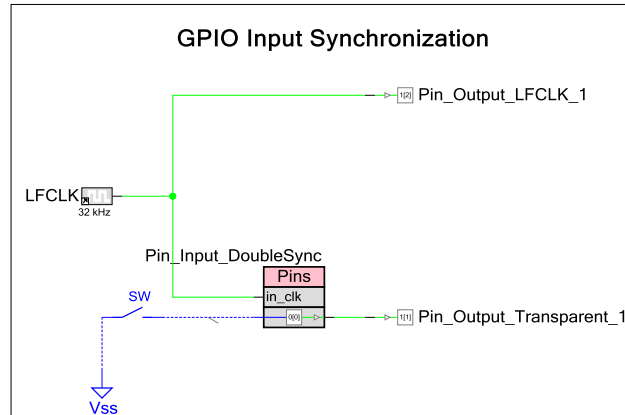 GPIO Input Synchronization
1[2] Pin_Output_LFCLK_1
LFCLK
32 kHz
Pin_Input_DoubleSync
Pins
in_clk
SW
0[0]
1[1] Pin_Output_Transparent_1
Vss